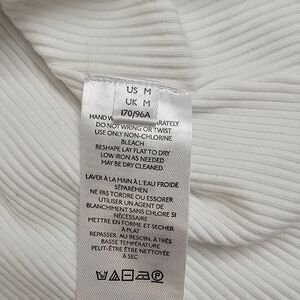 US M
UK M
170/96A
HAND W RATELY
DO NOT WRING OR TWIST
USE ONLY NON-CHLORINE
BLEACH
RESHAPE LAY FLAT TO DRY
LOW IRON AS NEEDED
MAY BE DRY CLEANED
LAVER À LA MAIN À L'EAU FROIDE
SÉPARÉMEN
NE PAS TORDRE OU ESSORER
UTILISER UN AGENT DE
BLANCHIMENT SANS CHLORE SI
NÉCESSAIRE
METTRE EN FORME ET SÉCHER
À PLAT
REPASSER, AU BESOIN, À TRÈS
BASSE TEMPÉRATURE
PEUT-ÊTRE ÊTRE NETTOYÉ
À SEC